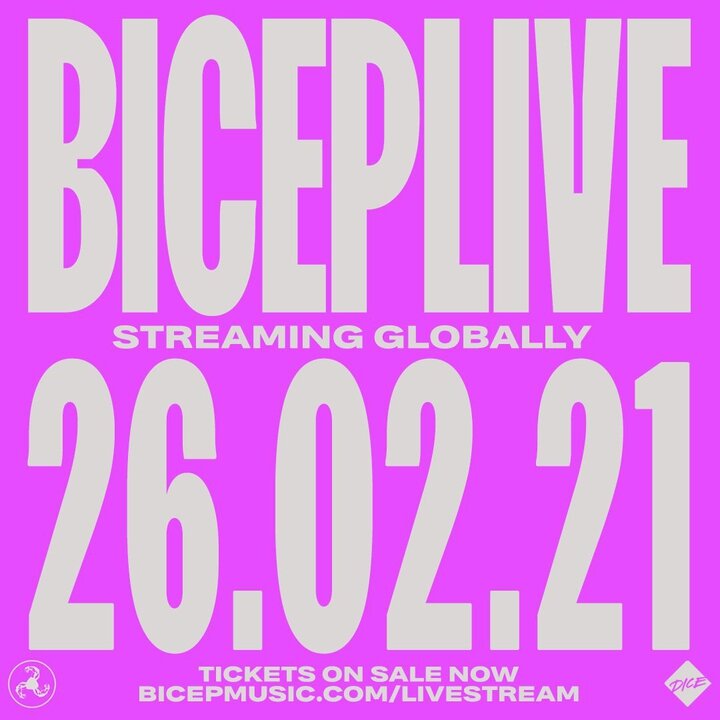 BICEPLIVE
STREAMING GLOBALLY
26.02.21
TICKETS ON SALE NOW
BICEPMUSIC.COM/LIVESTREAM
DICE